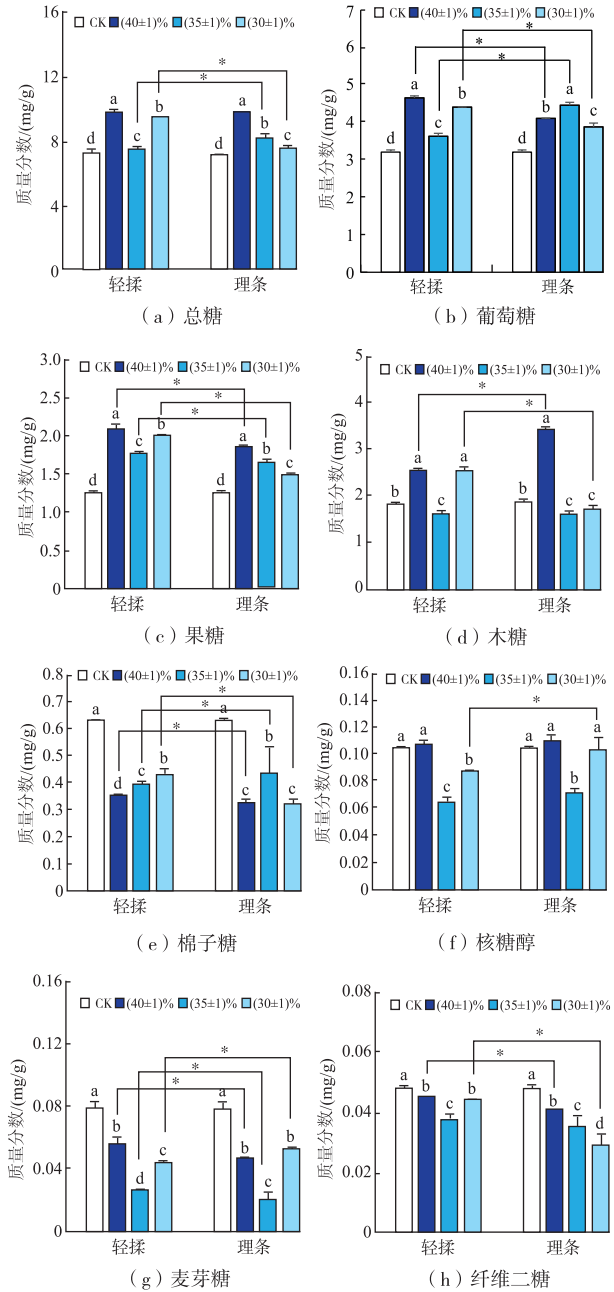 CK (40±1)% (35±1)% (30±1)%
质量分数/(mg/g)
16
12
8
4
0
d a c b d a b c
* *
轻揉 理条
(a)总糖
CK (40±1)% (35±1)% (30±1)%
质量分数/(mg/g)
7
6
5
4
3
2
1
0
d a c b d b a c
* *
轻揉 理条
(b)葡萄糖
CK (40±1)% (35±1)% (30±1)%
质量分数/(mg/g)
3.0
2.5
2.0
1.5
1.0
0.5
0
d a c b d a b c
* * *
轻揉 理条
(c)果糖
CK (40±1)% (35±1)% (30±1)%
质量分数/(mg/g)
5
4
3
2
1
0
b a c a b a c c
* *
轻揉 理条
(d)木糖
CK (40±1)% (35±1)% (30±1)%
质量分数/(mg/g)
0.8
0.7
0.6
0.5
0.4
0.3
0.2
0.1
0
a d c b a c b c
* * *
轻揉 理条
(e)棉子糖
CK (40±1)% (35±1)% (30±1)%
质量分数/(mg/g)
0.16
0.14
0.12
0.10
0.08
0.06
0.04
0.02
0
a a c b a a b a
*
轻揉 理条
(f)核糖醇
CK (40±1)% (35±1)% (30±1)%
质量分数/(mg/g)
0.16
0.12
0.08
0.04
0
a b d c a b c b
* * *
轻揉 理条
(g)麦芽糖
CK (40±1)% (35±1)% (30±1)%
质量分数/(mg/g)
0.08
0.06
0.04
0.02
0
a b c b a b c d
* *
轻揉 理条
(h)纤维二糖